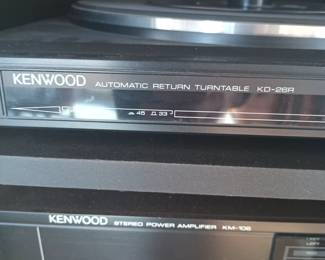 KENWOOD AUTOMATIC RETURN TURNTABLE KD-26R
45 33
KENWOOD STEREO POWER AMPLIFIER KM-106